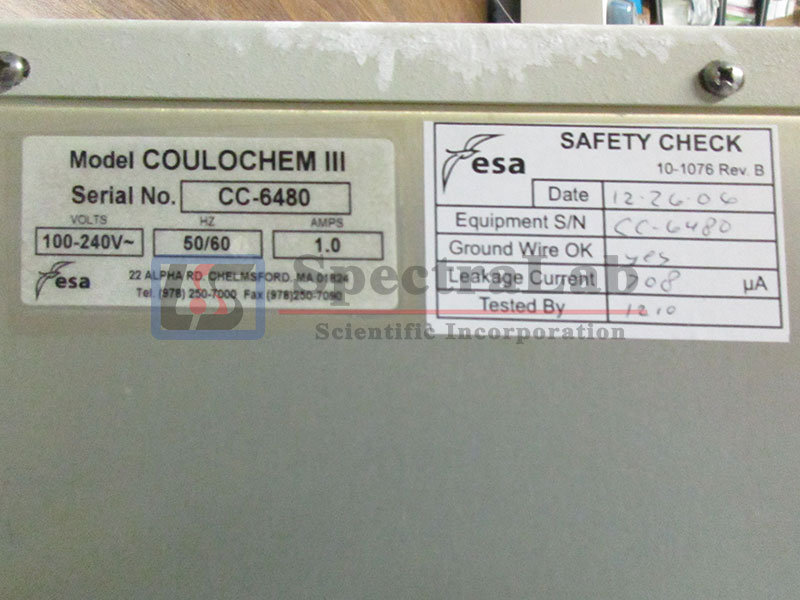 Model COULOCHEM III
Serial No. CC-6480
VOLTS HZ AMPS
100-240V~ 50/60 1.0
esa
22 ALPHA RD. CHELMSFORD, MA 01824
Tel. (978) 250-7000 Fax (978)250-7090
esa
SAFETY CHECK
10-1076 Rev. B
Date 12-26-06
Equipment S/N CC-6480
Ground Wire OK yes
Leakage Current 08 µA
Tested By 1210
SpectraLab
Scientific Incorporation